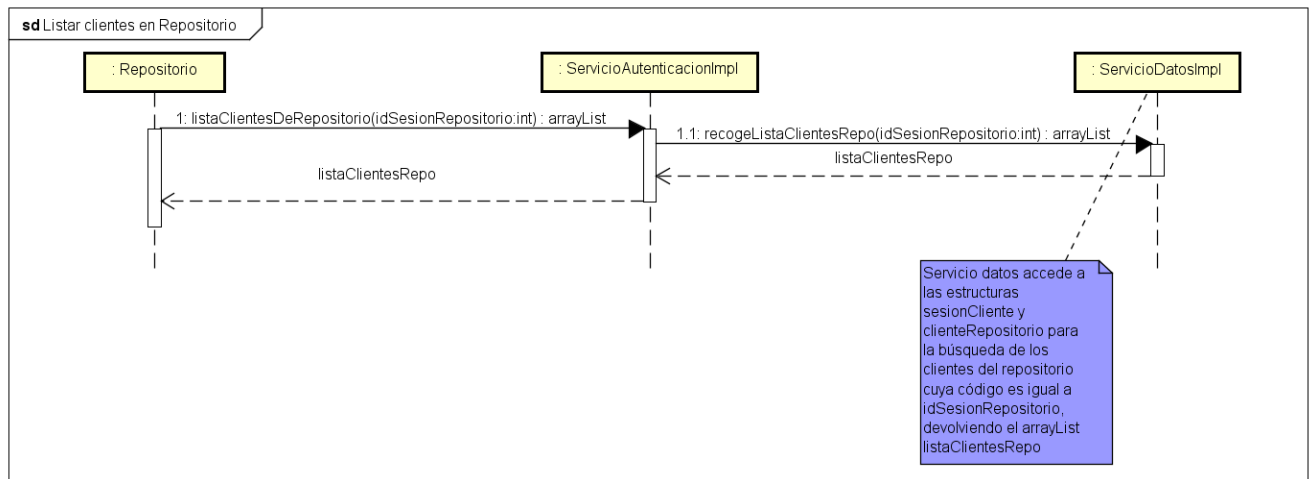 sd Listar clientes en Repositorio
: Repositorio
: ServicioAutenticacionImpl
: ServicioDatosImpl
1: listaClientesDeRepositorio(idSesionRepositorio:int) : arrayList
1.1: recogeListaClientesRepo(idSesionRepositorio:int) : arrayList
listaClientesRepo
listaClientesRepo
Servicio datos accede a
las estructuras
sesionCliente y
clienteRepositorio para
la búsqueda de los
clientes del repositorio
cuya código es igual a
idSesionRepositorio,
devolviendo el arrayList
listaClientesRepo